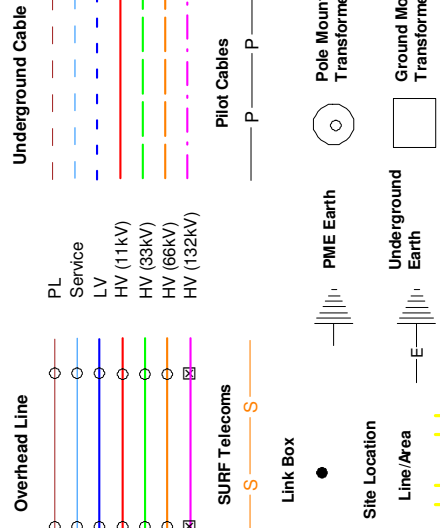 Overhead Line
Underground Cable
PL
Service
LV
HV (11kV)
HV (33kV)
HV (66kV)
HV (132kV)
SURF Telecoms
S
S
Pilot Cables
P
P
Link Box
PME Earth
Pole Moun
Transforme
Site Location
Line/Area
Underground
Earth
E
Ground Mo
Transforme